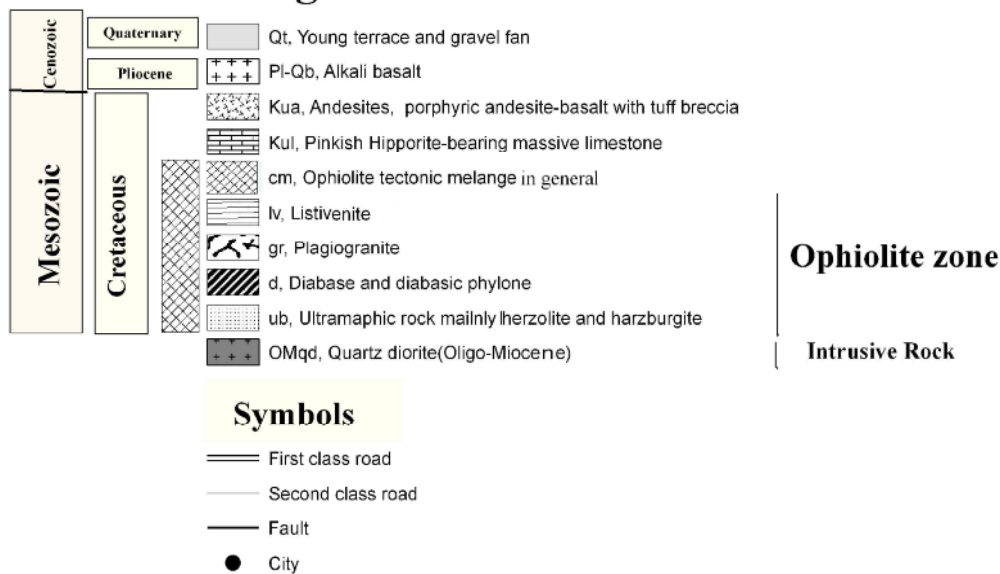 Cenozoic
Quaternary
Qt, Young terrace and gravel fan
Pliocene
Pl-Qb, Alkali basalt
Mesozoic
Cretaceous
Kua, Andesites, porphyric andesite-basalt with tuff breccia
Kul, Pinkish Hipporite-bearing massive limestone
cm, Ophiolite tectonic melange in general
lv, Listivenite
gr, Plagiogranite
d, Diabase and diabasic phylone
ub, Ultramaphic rock mailnly lherzolite and harzburgite
Ophiolite zone
OMqd, Quartz diorite(Oligo-Miocene)
Intrusive Rock
Symbols
First class road
Second class road
Fault
City